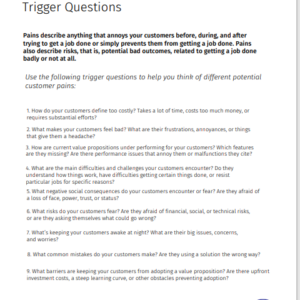 Trigger Questions
Pains describe anything that annoys your customers before, during, and after
trying to get a job done or simply prevents them from getting a job done. Pains
also describe risks, that is, potential bad outcomes, related to getting a job done
badly or not at all.
Use the following trigger questions to help you think of different potential
customer pains:
1. How do your customers define too costly? Takes a lot of time, costs too much money, or
requires substantial efforts?
2. What makes your customers feel bad? What are their frustrations, annoyances, or things
that give them a headache?
3. How are current value propositions under performing for your customers? Which features
are they missing? Are there performance issues that annoy them or malfunctions they cite?
4. What are the main difficulties and challenges your customers encounter? Do they
understand how things work, have difficulties getting certain things done, or resist
particular jobs for specific reasons?
5. What negative social consequences do your customers encounter or fear? Are they afraid of
a loss of face, power, trust, or status?
6. What risks do your customers fear? Are they afraid of financial, social, or technical risks,
or are they asking themselves what could go wrong?
7. What's keeping your customers awake at night? What are their big issues, concerns,
and worries?
8. What common mistakes do your customers make? Are they using a solution the wrong way?
9. What barriers are keeping your customers from adopting a value proposition? Are there upfront
investment costs, a steep learning curve, or other obstacles preventing adoption?